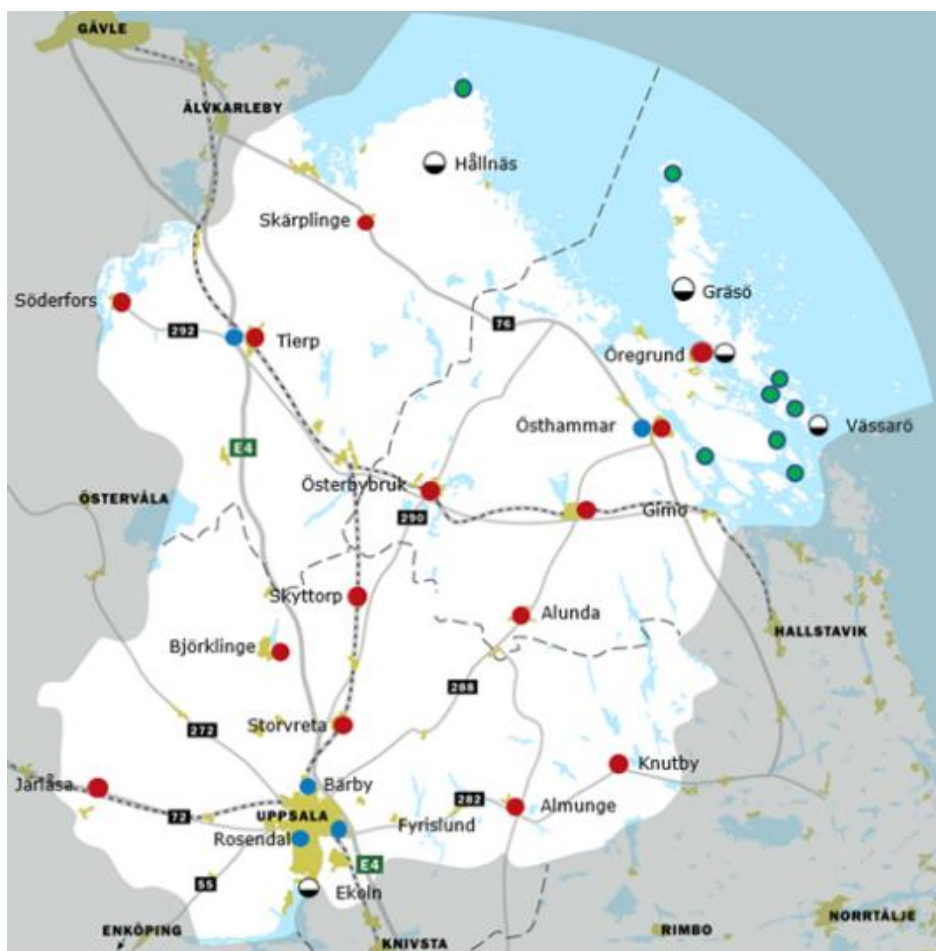 GÄVLE
ÄLVKARLEBY
Hållnäs
Skärplinge
Gräsö
Söderfors
292
76
Tierp
Öregrund
Östhammar
Vässarö
E4
Österbybruk
ÖSTERVÅLA
290
Gimo
Skyttorp
Alunda
HALLSTAVIK
Björklinge
288
Storvreta
272
Knutby
Järlåsa
Bärby
282
Almunge
72
UPPSALA
Fyrislund
Rosendal
E4
55
Ekoln
ENKÖPING
KNIVSTA
RIMBO
NORRTÄLJE